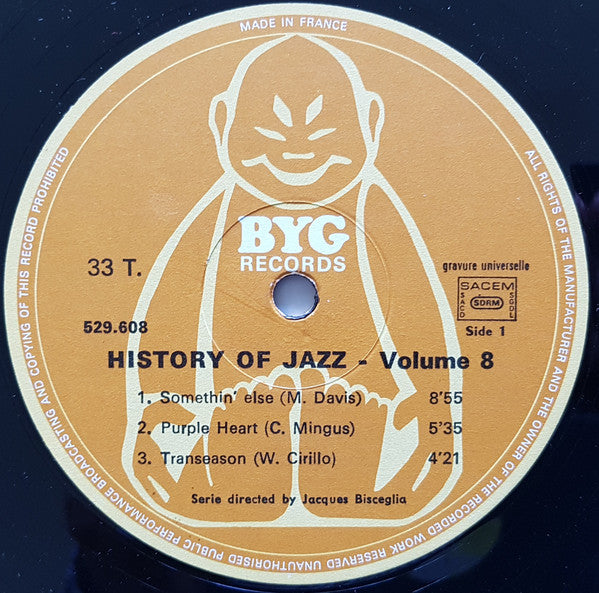 MADE IN FRANCE
ALL RIGHTS OF THE MANUFACTURER AND THE OWNER OF THE RECORDED WORK RESERVED UNAUTHORISED PUBLIC PERFORMANCE BROADCASTING AND COPYING OF THIS RECORD PROHIBITED
BYG
RECORDS
33 T.
gravure universelle
SACEM
SACD SDRM SGDL
529.608
Side 1
HISTORY OF JAZZ - Volume 8
1. Somethin' else (M. Davis) 8'55
2. Purple Heart (C. Mingus) 5'35
3. Transeason (W. Cirillo) 4'21
Serie directed by Jacques Bisceglia